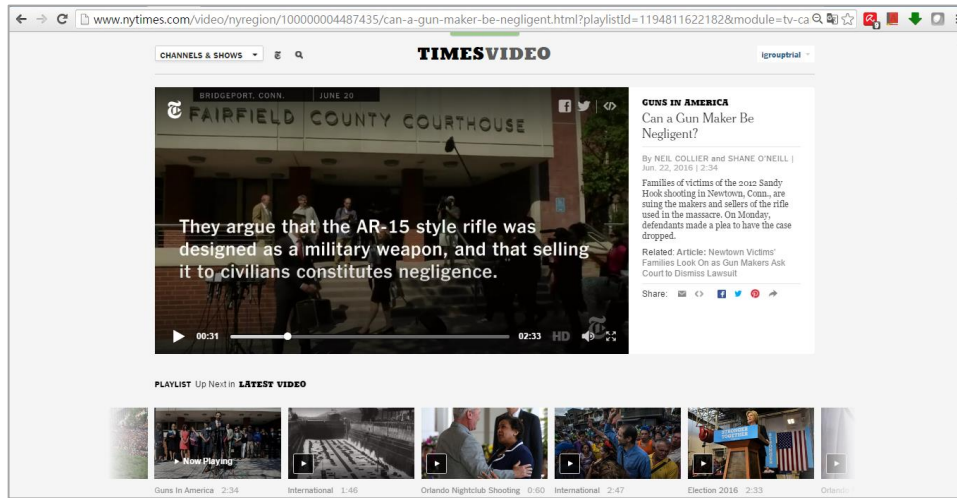 www.nytimes.com/video/nyregion/100000004487435/can-a-gun-maker-be-negligent.html?playlistId=1194811622182&module=tv-ca
CHANNELS & SHOWS
TIMESVIDEO
igrouptrial
BRIDGEPORT, CONN. JUNE 20
FAIRFIELD COUNTY COURTHOUSE
They argue that the AR-15 style rifle was
designed as a military weapon, and that selling
it to civilians constitutes negligence.
00:31
02:33 HD
GUNS IN AMERICA
Can a Gun Maker Be
Negligent?
By NEIL COLLIER and SHANE O'NEILL |
Jun. 22, 2016 | 2:34
Families of victims of the 2012 Sandy
Hook shooting in Newtown, Conn., are
suing the makers and sellers of the rifle
used in the massacre. On Monday,
defendants made a plea to have the case
dropped.
Related: Article: Newtown Victims'
Families Look On as Gun Makers Ask
Court to Dismiss Lawsuit
Share:
PLAYLIST Up Next in LATEST VIDEO
Now Playing
STRONGER
TOGETHER
Guns In America 2:34
International 1:46
Orlando Nightclub Shooting 0:60
International 2:47
Election 2016 2:33
Orlando